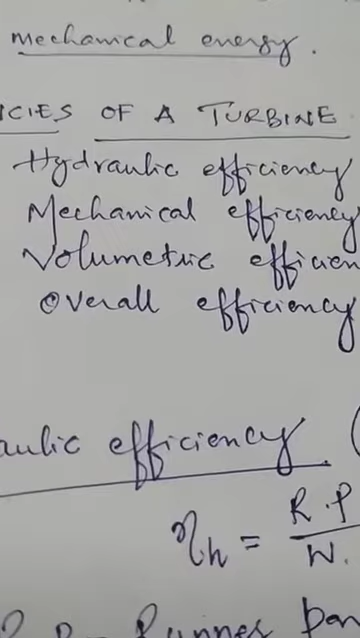 mechanical energy.
CIES OF A TURBINE
Hydraulic efficiency
Mechanical efficiency
Volumetric efficien
Overall efficiency
aulic efficiency (
ηh = R.P
W.
R.P - Runner